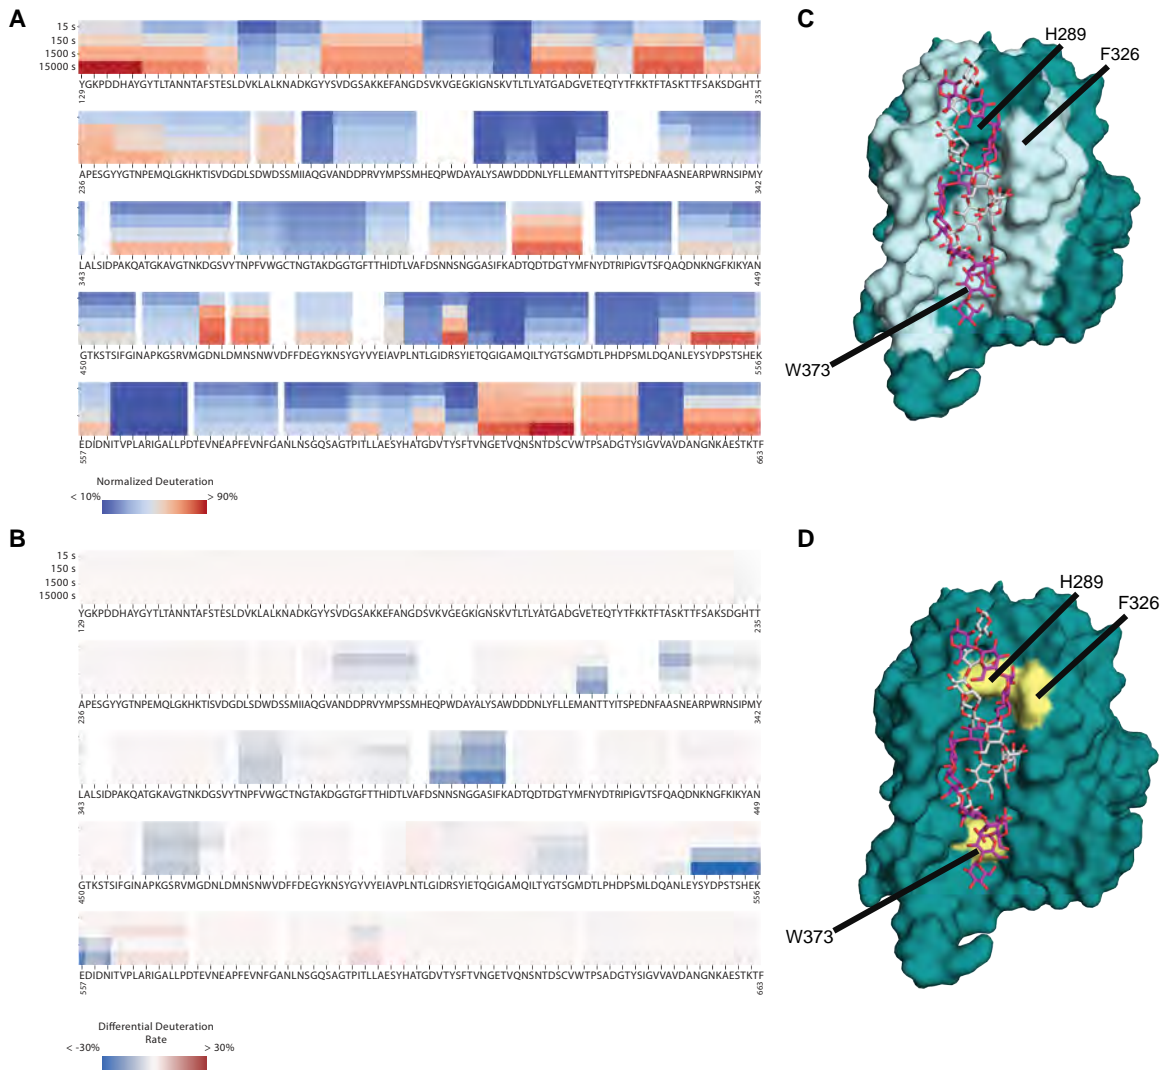 A
15 s
150 s
1500 s
15000 s
YGKPDDHAYGYTLTANNTAFSTESLDVKLALKNADKGYYSVDGSAKKEFANGDSVKVGEGKIGNSKVTLTLYATGADGVETEQTYTFKKTFTASKTTFSAKSDGHTT
129
235
APESGYYGTNPEMQLGKHKTISVDGDLSDWDSSMIIAQGVANDDPRVYMPSSMHEQPWDAYALYSAWDDDNLYFLLEMANTTYITSPEDNFAASNEARPWRNSIPMY
236
342
LALSIDPAKQATGKAVGTNKDGSVYTNPFVWGCTNGTAKDGGTGFTTHIDTLVAFDSNNSNGGASIFKADTQDTDGTYMFNYDTRIPIGVTSFQAQDNKNGFKIKYAN
343
449
GTKSTSIFGINAPKGSRVMGDNLDMNSNWVDFFDEGYKNSYGYVYEIAVPLNTLGIDRSYIETQGIGAMQILTYGTSGMDTLPHDPSMLDQANLEYSYDPSTSHEK
450
556
EDIDNITVPLARIGALLPDTEVNEAPFEVNFGANLNSGQSAGTPITLLAESYHATGDVTYSFTVNGETVQNSNTDSCVWTPSADGTYSIGVVAVDANGNKAESTKTF
557
663
Normalized Deuteration
< 10%
> 90%
B
15 s
150 s
1500 s
15000 s
YGKPDDHAYGYTLTANNTAFSTESLDVKLALKNADKGYYSVDGSAKKEFANGDSVKVGEGKIGNSKVTLTLYATGADGVETEQTYTFKKTFTASKTTFSAKSDGHTT
129
235
APESGYYGTNPEMQLGKHKTISVDGDLSDWDSSMIIAQGVANDDPRVYMPSSMHEQPWDAYALYSAWDDDNLYFLLEMANTTYITSPEDNFAASNEARPWRNSIPMY
236
342
LALSIDPAKQATGKAVGTNKDGSVYTNPFVWGCTNGTAKDGGTGFTTHIDTLVAFDSNNSNGGASIFKADTQDTDGTYMFNYDTRIPIGVTSFQAQDNKNGFKIKYAN
343
449
GTKSTSIFGINAPKGSRVMGDNLDMNSNWVDFFDEGYKNSYGYVYEIAVPLNTLGIDRSYIETQGIGAMQILTYGTSGMDTLPHDPSMLDQANLEYSYDPSTSHEK
450
556
EDIDNITVPLARIGALLPDTEVNEAPFEVNFGANLNSGQSAGTPITLLAESYHATGDVTYSFTVNGETVQNSNTDSCVWTPSADGTYSIGVVAVDANGNKAESTKTF
557
663
Differential Deuteration
Rate
< -30%
> 30%
C
H289
F326
W373
D
H289
F326
W373